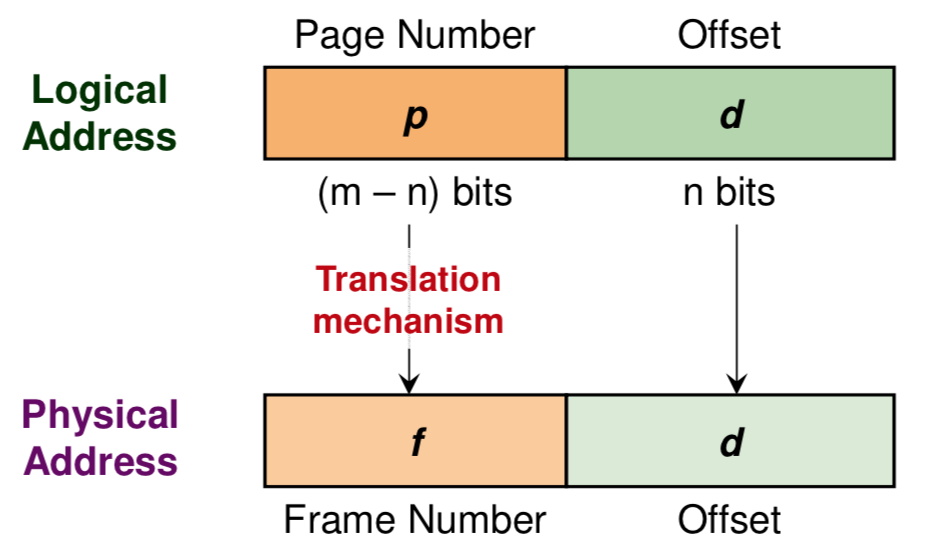 Page Number
Offset
Logical
Address
p
d
(m – n) bits
n bits
Translation
mechanism
Physical
Address
f
d
Frame Number
Offset